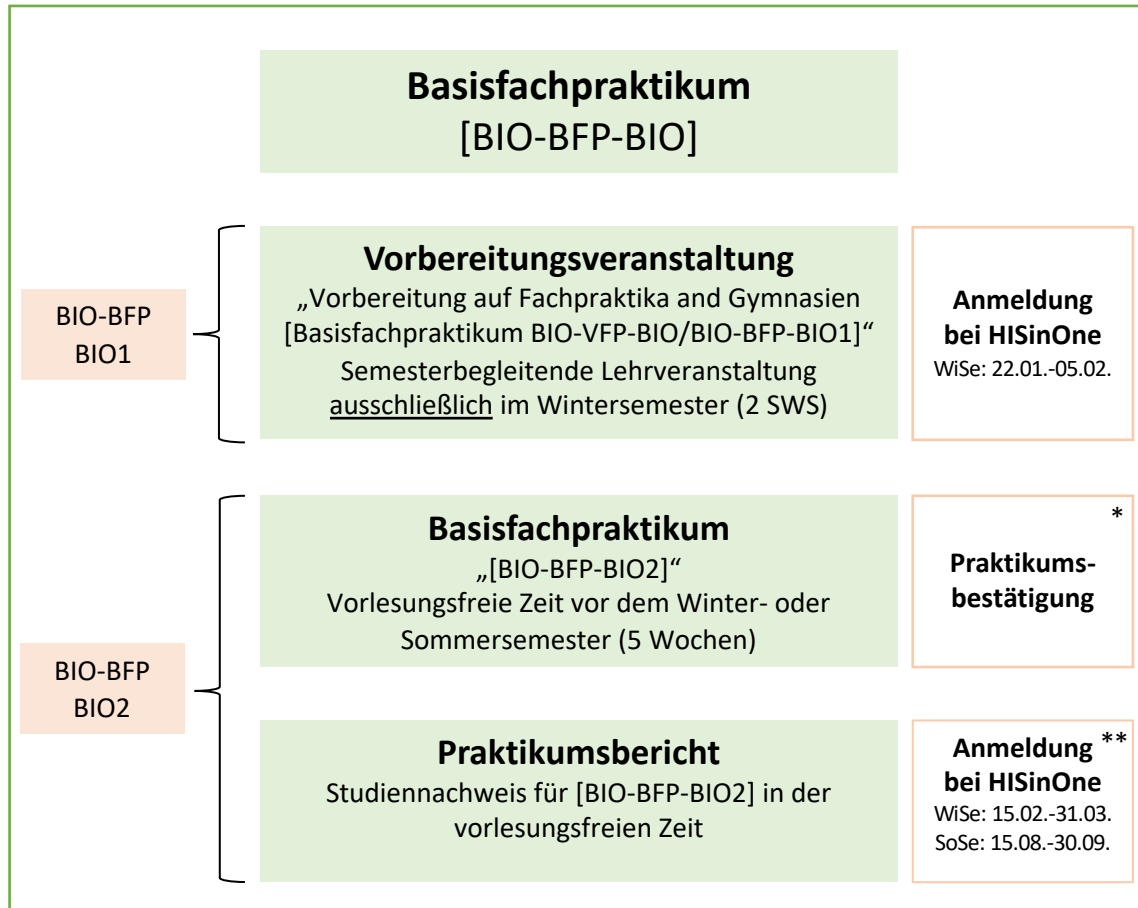 Basisfachpraktikum
[BIO-BFP-BIO]
BIO-BFP
BIO1
Vorbereitungsveranstaltung
„Vorbereitung auf Fachpraktika and Gymnasien
[Basisfachpraktikum BIO-VFP-BIO/BIO-BFP-BIO1]“
Semesterbegleitende Lehrveranstaltung
ausschließlich im Wintersemester (2 SWS)
Anmeldung
bei HISinOne
WiSe: 22.01.-05.02.
BIO-BFP
BIO2
Basisfachpraktikum
„[BIO-BFP-BIO2]“
Vorlesungsfreie Zeit vor dem Winter- oder
Sommersemester (5 Wochen)
*
Praktikums-
bestätigung
Praktikumsbericht
Studiennachweis für [BIO-BFP-BIO2] in der
vorlesungsfreien Zeit
Anmeldung **
bei HISinOne
WiSe: 15.02.-31.03.
SoSe: 15.08.-30.09.